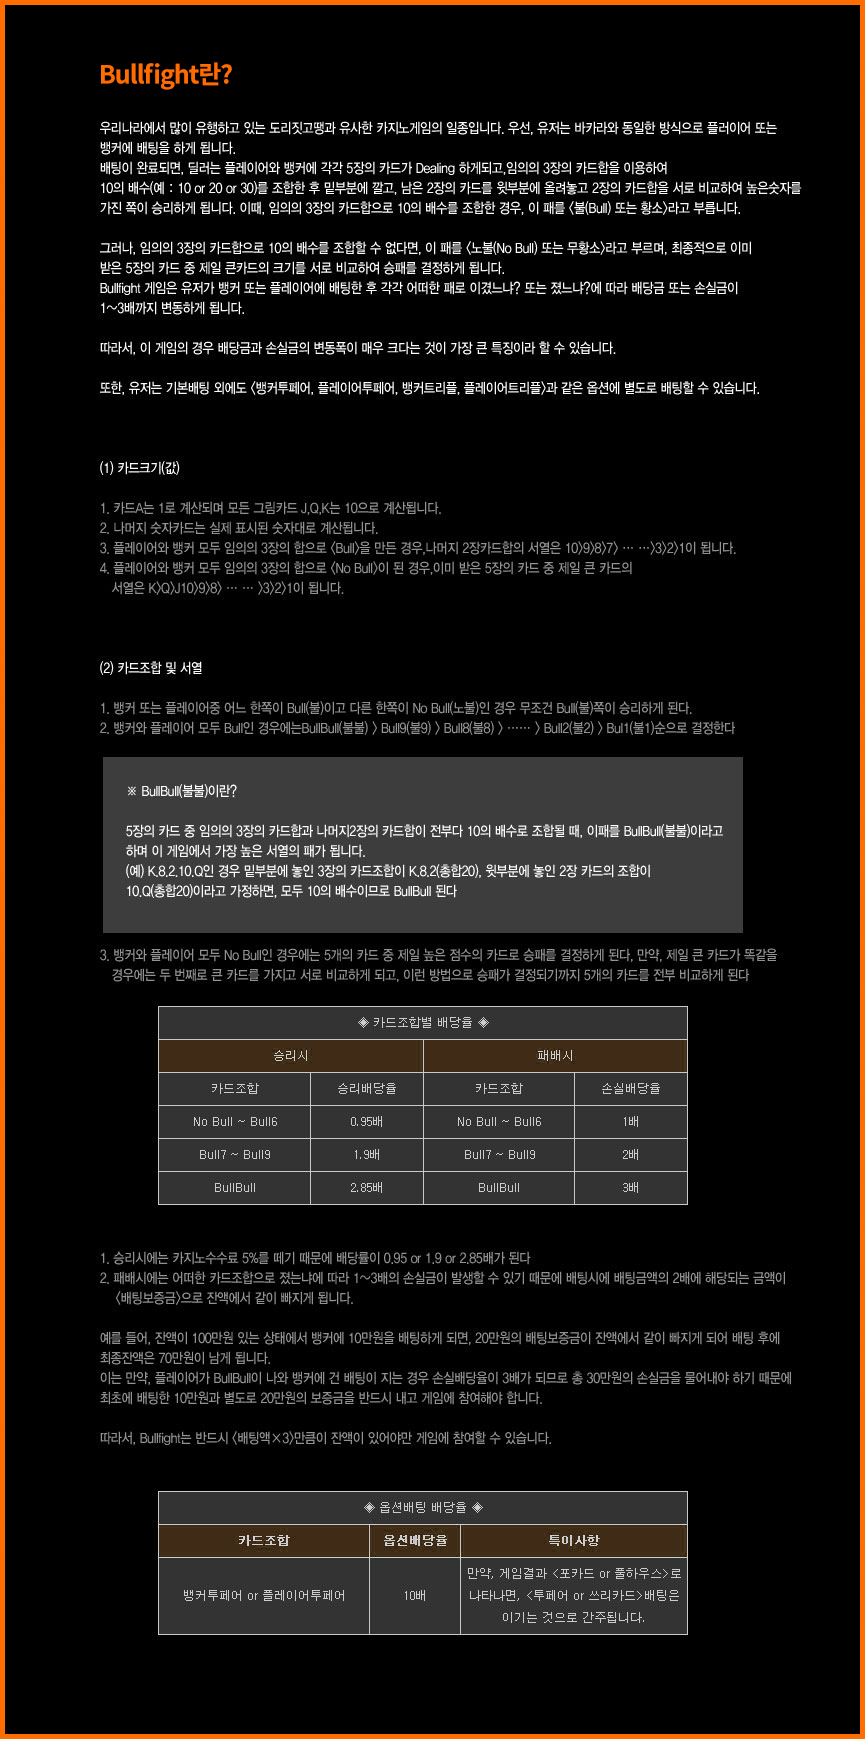 Bullfight란?
우리나라에서 많이 유행하고 있는 도리짓고땡과 유사한 카지노게임의 일종입니다. 우선, 유저는 바카라와 동일한 방식으로 플러이어 또는
뱅커에 배팅을 하게 됩니다.
배팅이 완료되면, 딜러는 플레이어와 뱅커에 각각 5장의 카드가 Dealing 하게되고,임의의 3장의 카드합을 이용하여
10의 배수(예 : 10 or 20 or 30)를 조합한 후 밑부분에 깔고, 남은 2장의 카드를 윗부분에 올려놓고 2장의 카드합을 서로 비교하여 높은숫자를
가진 쪽이 승리하게 됩니다. 이때, 임의의 3장의 카드합으로 10의 배수를 조합한 경우, 이 패를 <불(Bull) 또는 황소>라고 부릅니다.
그러나, 임의의 3장의 카드합으로 10의 배수를 조합할 수 없다면, 이 패를 <노불(No Bull) 또는 무황소>라고 부르며, 최종적으로 이미
받은 5장의 카드 중 제일 큰카드의 크기를 서로 비교하여 승패를 결정하게 됩니다.
Bullfight 게임은 유저가 뱅커 또는 플레이어에 배팅한 후 각각 어떠한 패로 이겼느냐? 또는 졌느냐?에 따라 배당금 또는 손실금이
1~3배까지 변동하게 됩니다.
따라서, 이 게임의 경우 배당금과 손실금의 변동폭이 매우 크다는 것이 가장 큰 특징이라 할 수 있습니다.
또한, 유저는 기본배팅 외에도 <뱅커투페어, 플레이어투페어, 뱅커트리플, 플레이어트리플>과 같은 옵션에 별도로 배팅할 수 있습니다.
(1) 카드크기(값)
1. 카드A는 1로 계산되며 모든 그림카드 J,Q,K는 10으로 계산됩니다.
2. 나머지 숫자카드는 실제 표시된 숫자대로 계산됩니다.
3. 플레이어와 뱅커 모두 임의의 3장의 합으로 <Bull>을 만든 경우,나머지 2장카드합의 서열은 10>9>8>7> … …>3>2>1이 됩니다.
4. 플레이어와 뱅커 모두 임의의 3장의 합으로 <No Bull>이 된 경우,이미 받은 5장의 카드 중 제일 큰 카드의
서열은 K>Q>J10>9>8> … … >3>2>1이 됩니다.
(2) 카드조합 및 서열
1. 뱅커 또는 플레이어중 어느 한쪽이 Bull(불)이고 다른 한쪽이 No Bull(노불)인 경우 무조건 Bull(불)쪽이 승리하게 된다.
2. 뱅커와 플레이어 모두 Bull인 경우에는BullBull(불불) > Bull9(불9) > Bull8(불8) > …… > Bull2(불2) > Bul1(불1)순으로 결정한다
※ BullBull(불불)이란?
5장의 카드 중 임의의 3장의 카드합과 나머지2장의 카드합이 전부다 10의 배수로 조합될 때, 이패를 BullBull(불불)이라고
하며 이 게임에서 가장 높은 서열의 패가 됩니다.
(예) K.8.2.10.Q인 경우 밑부분에 놓인 3장의 카드조합이 K.8.2(총합20), 윗부분에 놓인 2장 카드의 조합이
10.Q(총합20)이라고 가정하면, 모두 10의 배수이므로 BullBull 된다
3. 뱅커와 플레이어 모두 No Bull인 경우에는 5개의 카드 중 제일 높은 점수의 카드로 승패를 결정하게 된다, 만약, 제일 큰 카드가 똑같을
경우에는 두 번째로 큰 카드를 가지고 서로 비교하게 되고, 이런 방법으로 승패가 결정되기까지 5개의 카드를 전부 비교하게 된다
◈ 카드조합별 배당율 ◈
승리시 패배시
카드조합 승리배당율 카드조합 손실배당율
No Bull ~ Bull6 0.95배 No Bull ~ Bull6 1배
Bull7 ~ Bull9 1.9배 Bull7 ~ Bull9 2배
BullBull 2.85배 BullBull 3배
1. 승리시에는 카지노수수료 5%를 떼기 때문에 배당률이 0.95 or 1.9 or 2.85배가 된다
2. 패배시에는 어떠한 카드조합으로 졌는냐에 따라 1~3배의 손실금이 발생할 수 있기 때문에 배팅시에 배팅금액의 2배에 해당되는 금액이
<배팅보증금>으로 잔액에서 같이 빠지게 됩니다.
예를 들어, 잔액이 100만원 있는 상태에서 뱅커에 10만원을 배팅하게 되면, 20만원의 배팅보증금이 잔액에서 같이 빠지게 되어 배팅 후에
최종잔액은 70만원이 남게 됩니다.
이는 만약, 플레이어가 BullBull이 나와 뱅커에 건 배팅이 지는 경우 손실배당율이 3배가 되므로 총 30만원의 손실금을 물어내야 하기 때문에
최초에 배팅한 10만원과 별도로 20만원의 보증금을 반드시 내고 게임에 참여해야 합니다.
따라서, Bullfight는 반드시 <배팅액×3>만큼이 잔액이 있어야만 게임에 참여할 수 있습니다.
◈ 옵션배팅 배당율 ◈
카드조합 옵션배당율 특이사항
뱅커투페어 or 플레이어투페어 10배 만약, 게임결과 <포카드 or 풀하우스>로
나타나면, <투페어 or 쓰리카드>배팅은
이기는 것으로 간주됩니다.